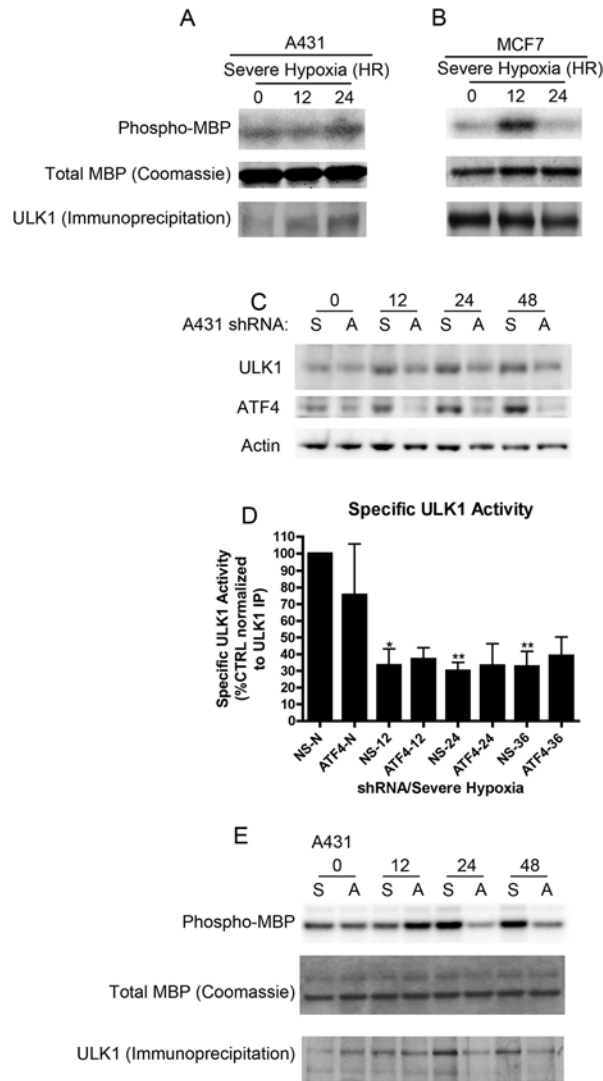 A
A431
Severe Hypoxia (HR)
0 12 24
B
MCF7
Severe Hypoxia (HR)
0 12 24
Phospho-MBP
Total MBP (Coomassie)
ULK1 (Immunoprecipitation)
C
0 12 24 48
A431 shRNA: S A S A S A S A
ULK1
ATF4
Actin
D
Specific ULK1 Activity
Specific ULK1 Activity
(%CTRL normalized
to ULK1 IP)
110
100
90
80
70
60
50
40
30
20
10
0
* ** **
NS-N ATF4-N NS-12 ATF4-12 NS-24 ATF4-24 NS-36 ATF4-36
shRNA/Severe Hypoxia
E
A431
0 12 24 48
S A S A S A S A
Phospho-MBP
Total MBP (Coomassie)
ULK1 (Immunoprecipitation)